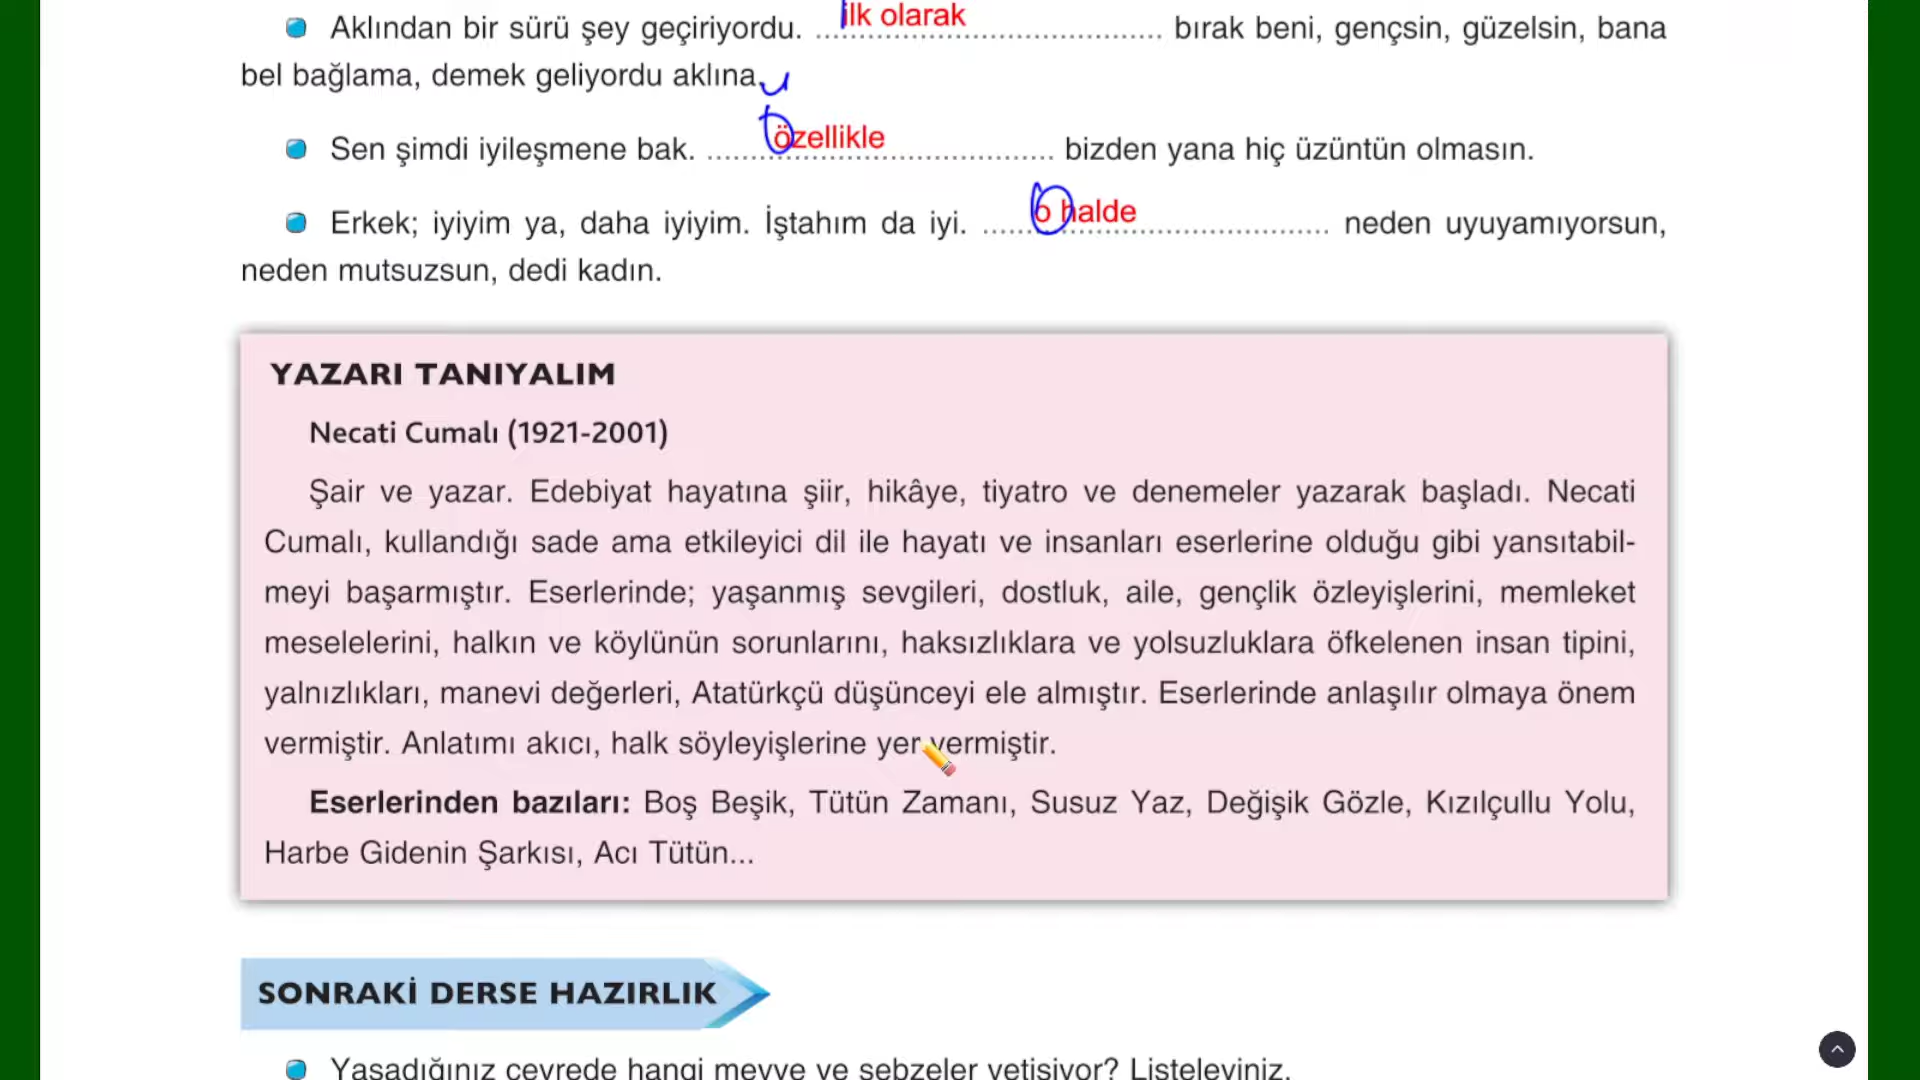 Aklından bir sürü şey geçiriyordu. ilk olarak bırak beni, gençsin, güzelsin, bana
bel bağlama, demek geliyordu aklına.
Sen şimdi iyileşmene bak. özellikle bizden yana hiç üzüntün olmasın.
Erkek; iyiyim ya, daha iyiyim. İştahım da iyi. o halde neden uyuyamıyorsun,
neden mutsuzsun, dedi kadın.
YAZARI TANIYALIM
Necati Cumalı (1921-2001)
Şair ve yazar. Edebiyat hayatına şiir, hikâye, tiyatro ve denemeler yazarak başladı. Necati
Cumalı, kullandığı sade ama etkileyici dil ile hayatı ve insanları eserlerine olduğu gibi yansıtabil-
meyi başarmıştır. Eserlerinde; yaşanmış sevgileri, dostluk, aile, gençlik özleyişlerini, memleket
meselelerini, halkın ve köylünün sorunlarını, haksızlıklara ve yolsuzluklara öfkelenen insan tipini,
yalnızlıkları, manevi değerleri, Atatürkçü düşünceyi ele almıştır. Eserlerinde anlaşılır olmaya önem
vermiştir. Anlatımı akıcı, halk söyleyişlerine yer vermiştir.
Eserlerinden bazıları: Boş Beşik, Tütün Zamanı, Susuz Yaz, Değişik Gözle, Kızılçullu Yolu,
Harbe Gidenin Şarkısı, Acı Tütün...
SONRAKİ DERSE HAZIRLIK
Yaşadığınız çevrede hangi meyve ve sebzeler yetişiyor? Listeleyiniz.